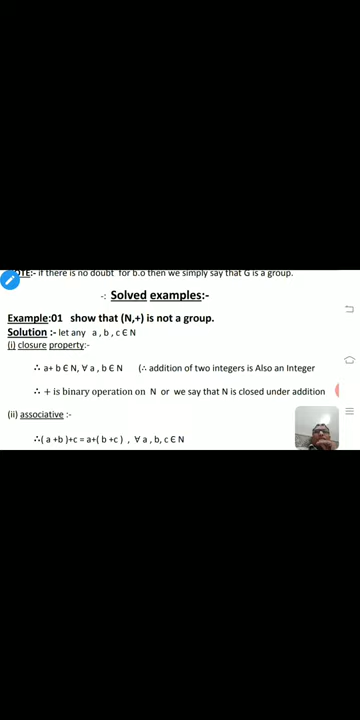 OTE:- if there is no doubt for b.o then we simply say that G is a group.
-: Solved examples:-
Example:01 show that (N,+) is not a group.
Solution :- let any a , b , c ∈ N
(i) closure property:-
∴ a+ b ∈ N, ∀ a , b ∈ N (∴ addition of two integers is Also an Integer
∴ + is binary operation on N or we say that N is closed under addition
(ii) associative :-
∴( a +b )+c = a+( b +c ) , ∀ a , b, c ∈ N